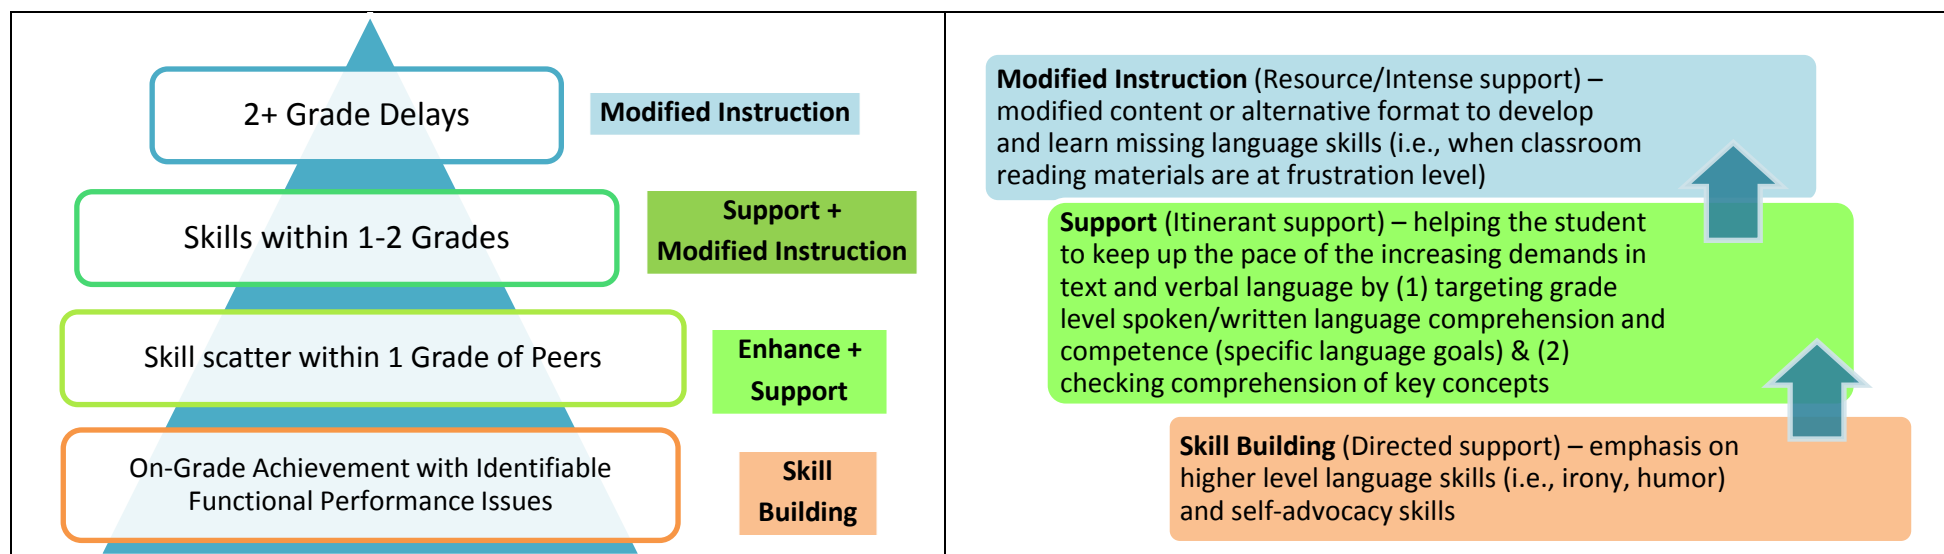 2+ Grade Delays
Modified Instruction
Skills within 1-2 Grades
Support +
Modified Instruction
Skill scatter within 1 Grade of Peers
Enhance +
Support
On-Grade Achievement with Identifiable
Functional Performance Issues
Skill
Building
Modified Instruction (Resource/Intense support) –
modified content or alternative format to develop
and learn missing language skills (i.e., when classroom
reading materials are at frustration level)
Support (Itinerant support) – helping the student
to keep up the pace of the increasing demands in
text and verbal language by (1) targeting grade
level spoken/written language comprehension and
competence (specific language goals) & (2)
checking comprehension of key concepts
Skill Building (Directed support) – emphasis on
higher level language skills (i.e., irony, humor)
and self-advocacy skills